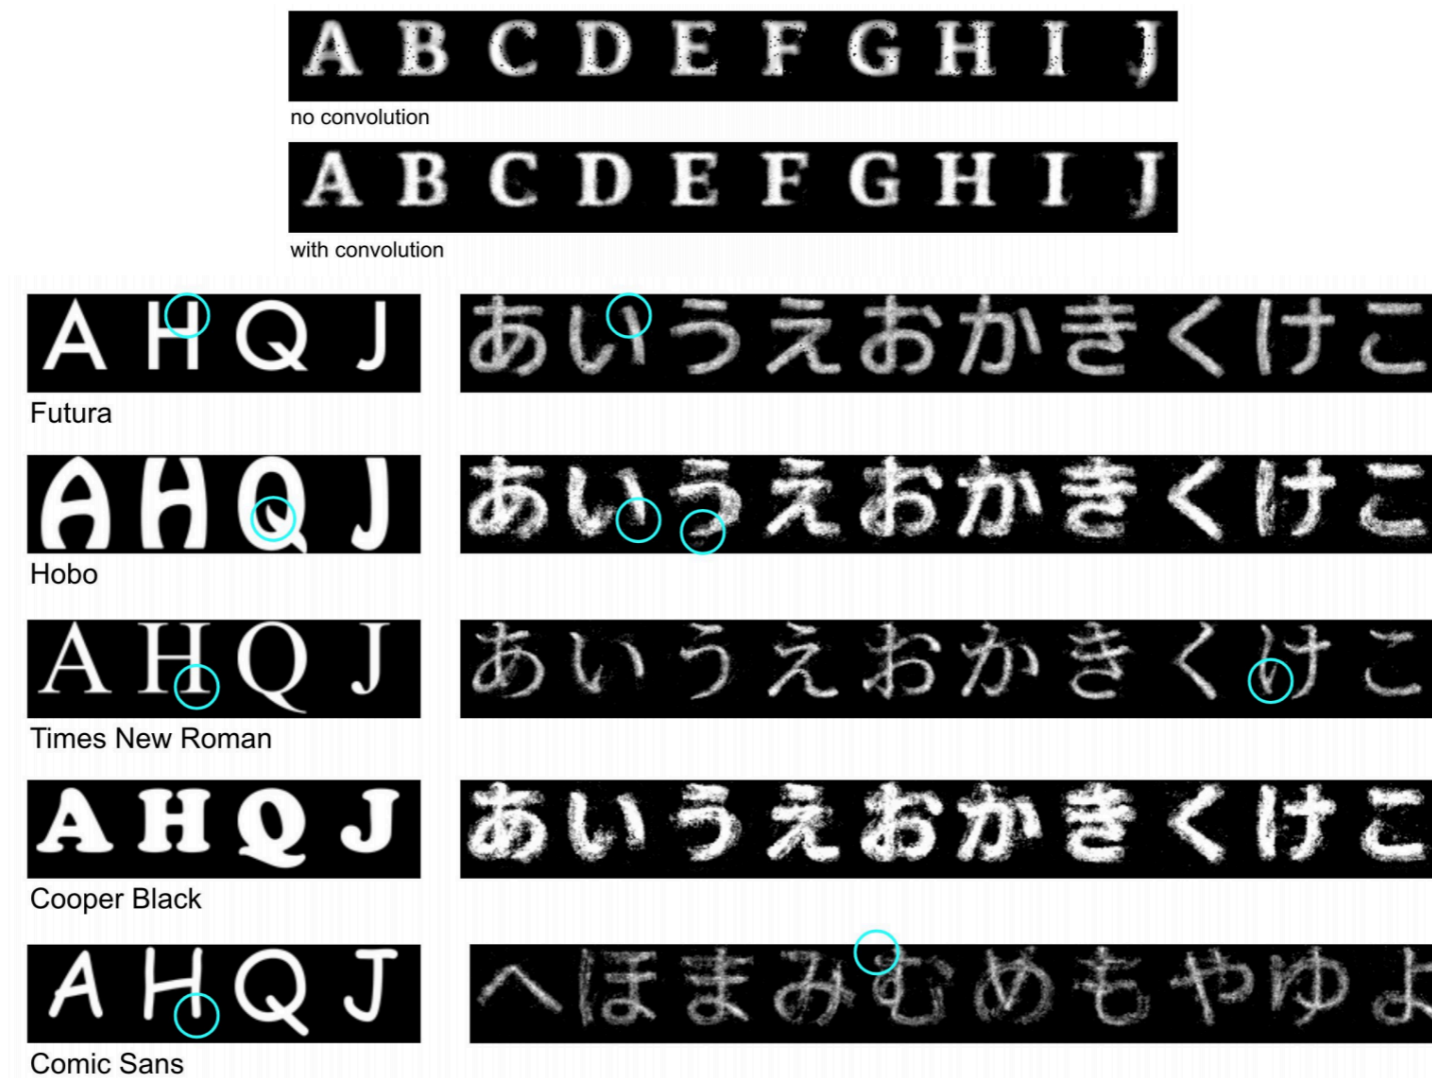 A B C D E F G H I J
no convolution
A B C D E F G H I J
with convolution
A H Q J あ い う え お か き く け こ
Futura
A H Q J あ い う え お か き く け こ
Hobo
A H Q J あ い う え お か き く け こ
Times New Roman
A H Q J あ い う え お か き く け こ
Cooper Black
A H Q J へ ほ ま み む め も や ゆ よ
Comic Sans